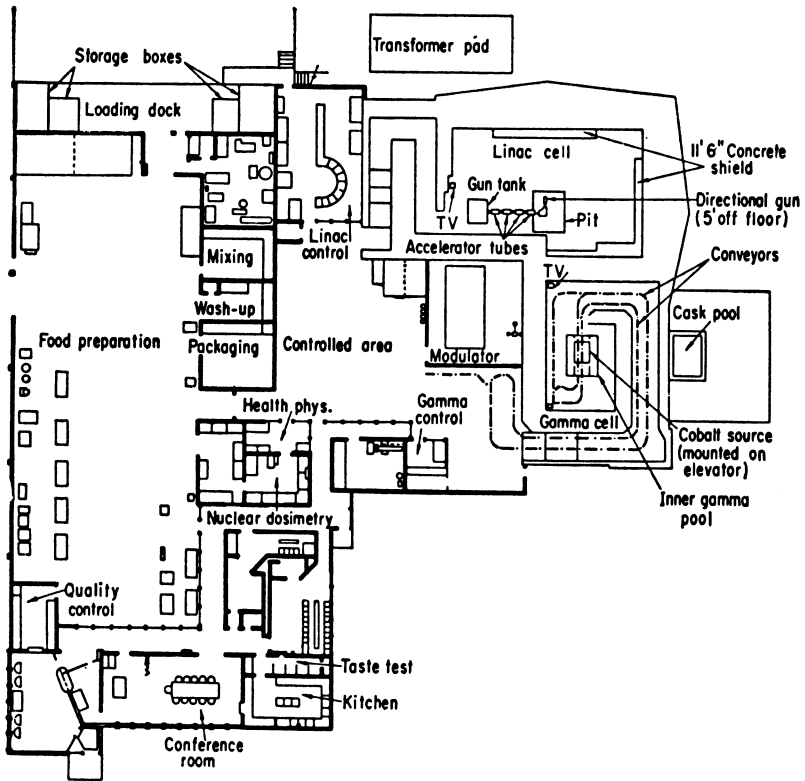 Transformer pad
Storage boxes
Loading dock
Linac cell
11' 6" Concrete
shield
Gun tank
Directional gun
(5' off floor)
TV
Pit
Linacl
control
Accelerator tubes
Mixing
Conveyors
TV
Wash-up
Cask pool
Food preparation
Packaging
Controlled area
Modulator
Health phys.
Gamma
control
Gamma cell
Cobalt source
(mounted on
elevator)
Inner gamma
pool
Nuclear dosimetry
Quality
control
Taste test
Kitchen
Conference
room